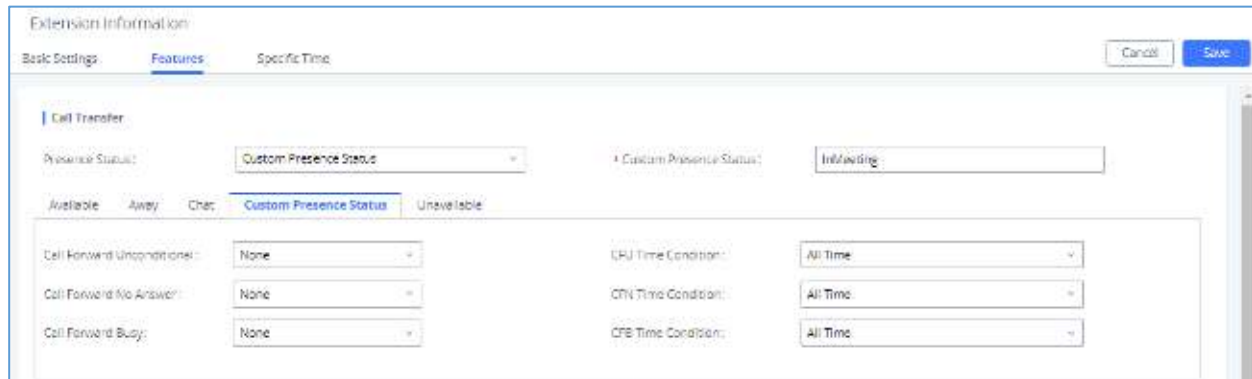 Extension Information
Basic Settings Features Specific Time Cancel Save
Call Transfer
Presence Status: Custom Presence Status * Custom Presence Status: InMeeting
Available Away Chat Custom Presence Status Unavailable
Call Forward Unconditional: None CFU Time Condition: All Time
Call Forward No Answer: None CFN Time Condition: All Time
Call Forward Busy: None CFB Time Condition: All Time